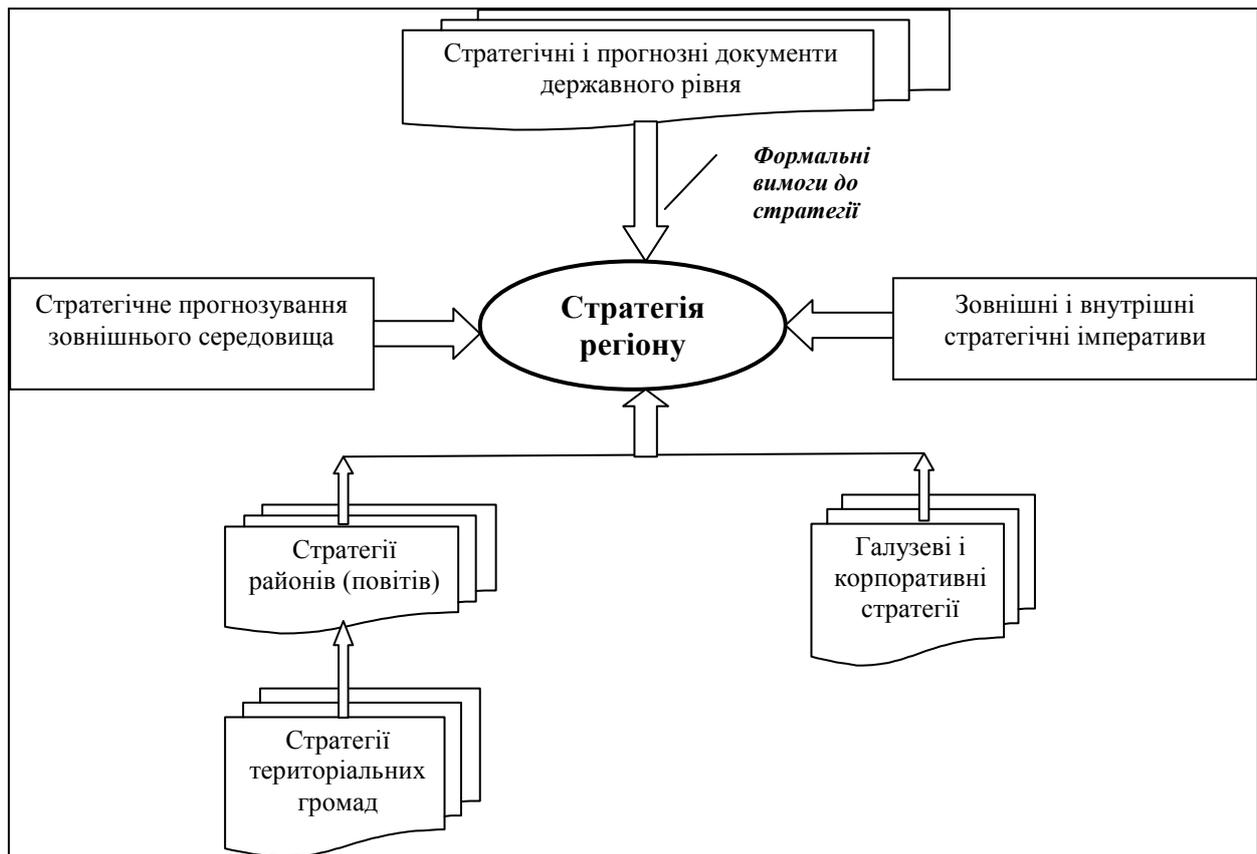 Стратегічні і прогнозні документи
державного рівня
Формальні
вимоги до
стратегії
Стратегічне прогнозування
зовнішнього середовища
Стратегія
регіону
Зовнішні і внутрішні
стратегічні імперативи
Стратегії
районів (повітів)
Галузеві і
корпоративні
стратегії
Стратегії
територіальних
громад